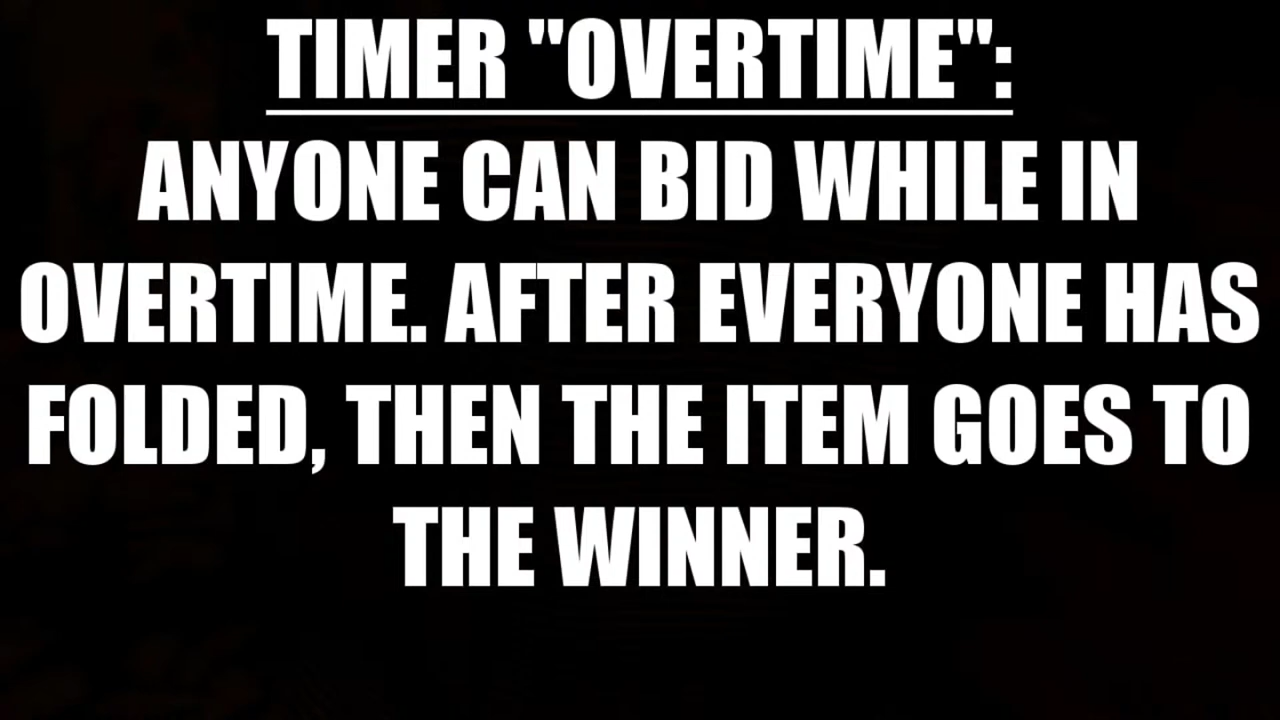 TIMER "OVERTIME":
ANYONE CAN BID WHILE IN
OVERTIME. AFTER EVERYONE HAS
FOLDED, THEN THE ITEM GOES TO
THE WINNER.